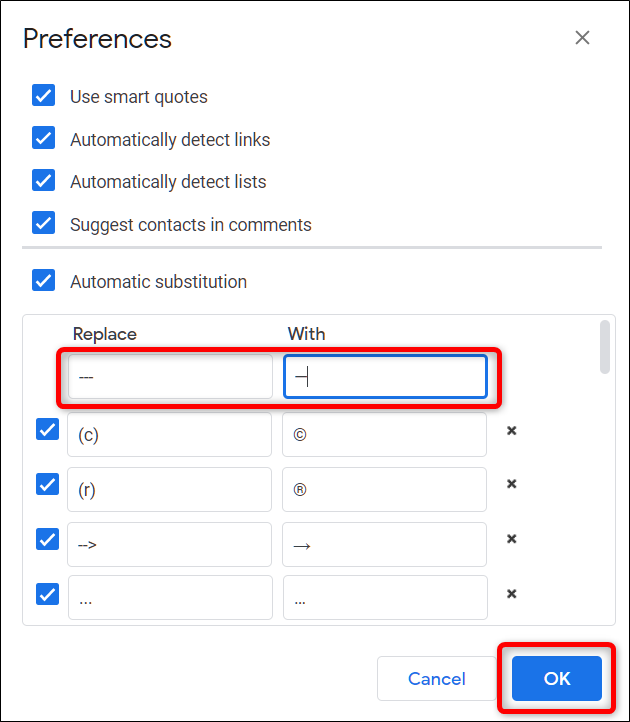 Preferences
Use smart quotes
Automatically detect links
Automatically detect lists
Suggest contacts in comments
Automatic substitution
Replace With
--- —
(c) ©
(r) ®
--> →
... …
Cancel OK